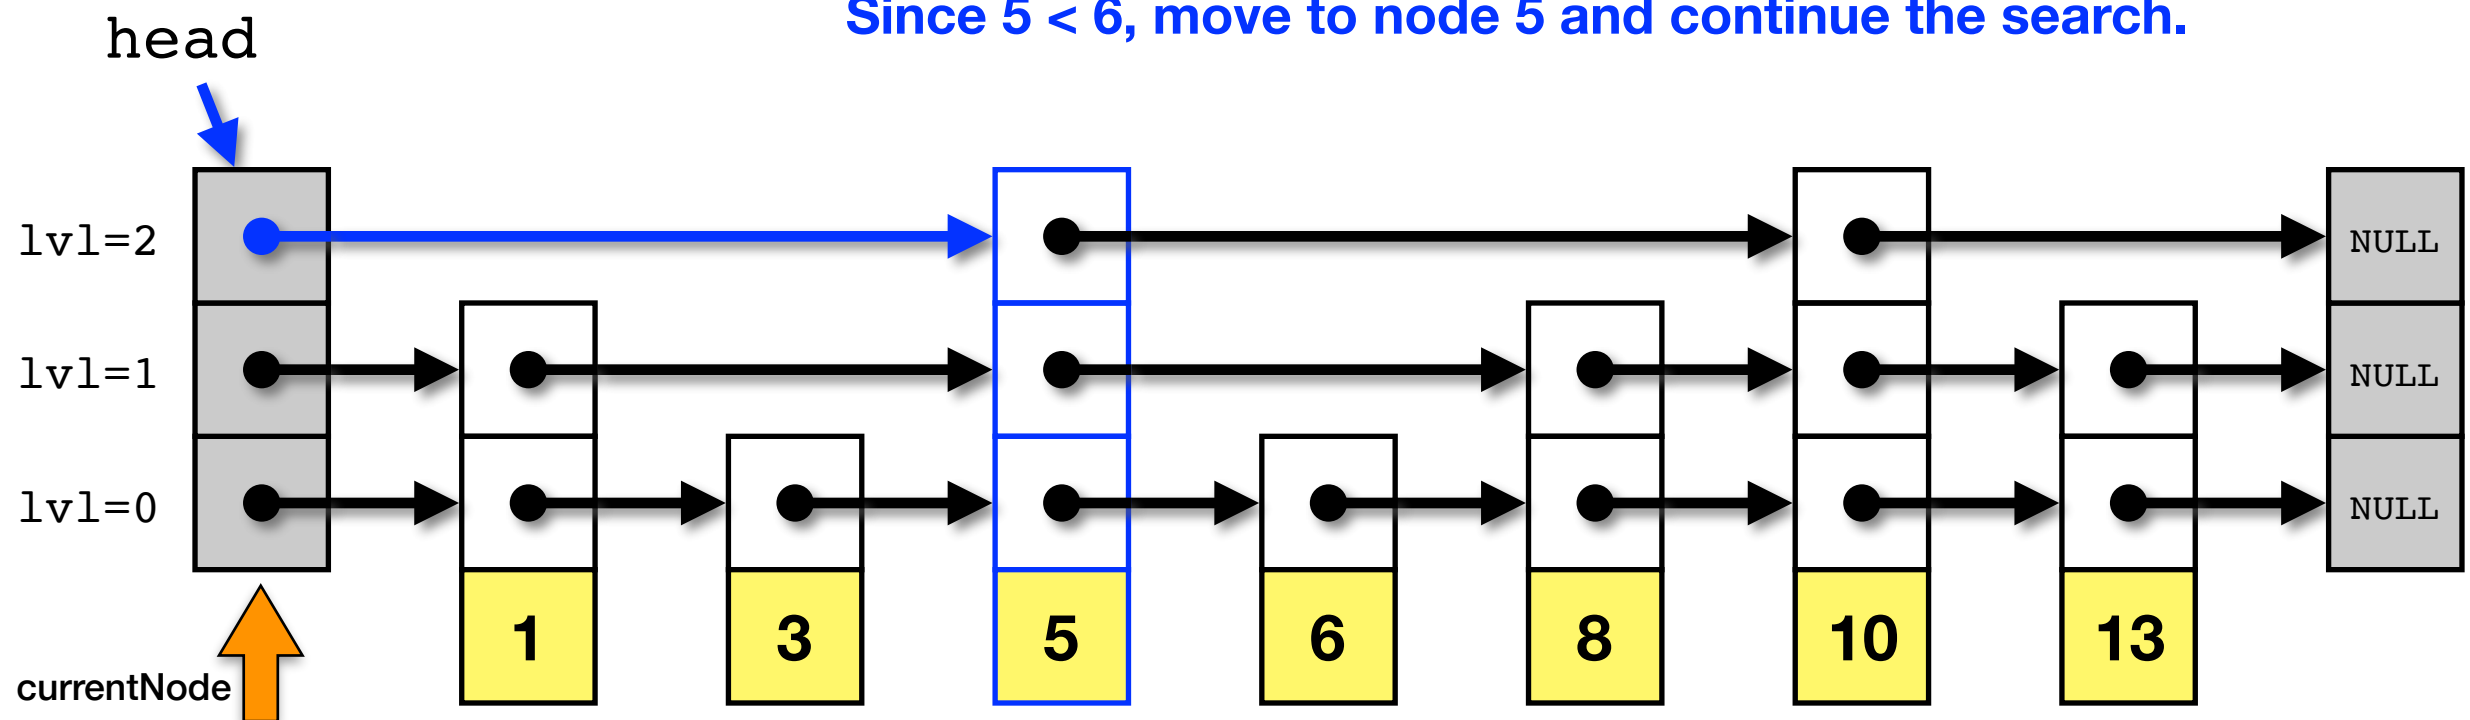 Since 5 < 6, move to node 5 and continue the search.
head
lvl=2 NULL
lvl=1 NULL
lvl=0 NULL
1 3 5 6 8 10 13
currentNode